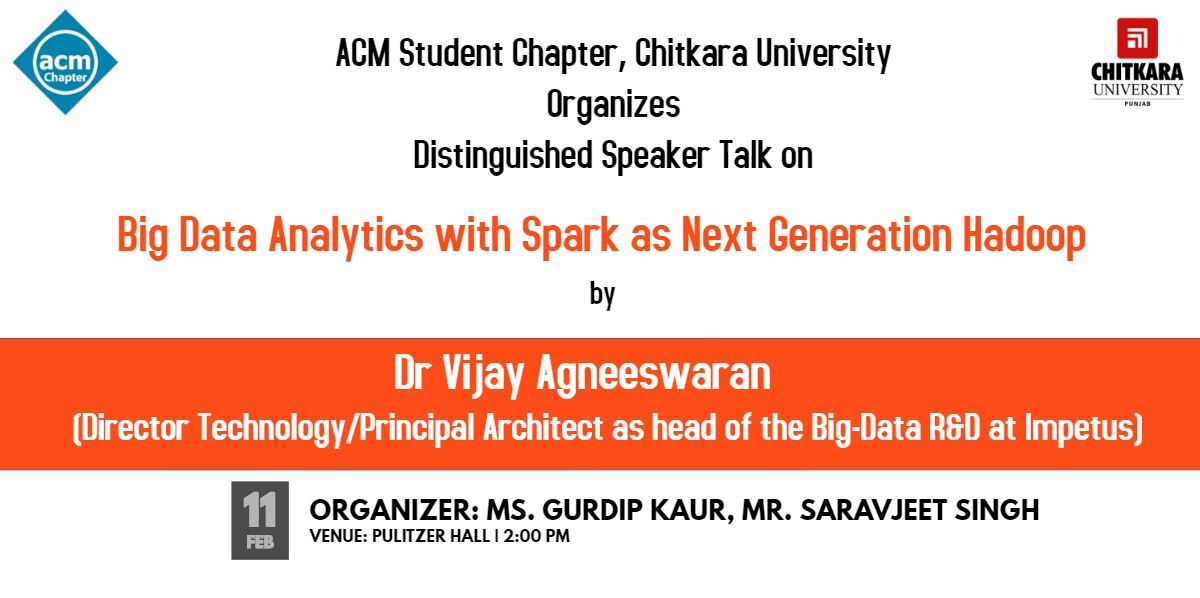 acm
Chapter
ACM Student Chapter, Chitkara University
Organizes
Distinguished Speaker Talk on
CHITKARA
UNIVERSITY
PUNJAB
Big Data Analytics with Spark as Next Generation Hadoop
by
Dr Vijay Agneeswaran
(Director Technology/Principal Architect as head of the Big-Data R&D at Impetus)
11
FEB
ORGANIZER: MS. GURDIP KAUR, MR. SARAVJEET SINGH
VENUE: PULITZER HALL | 2:00 PM